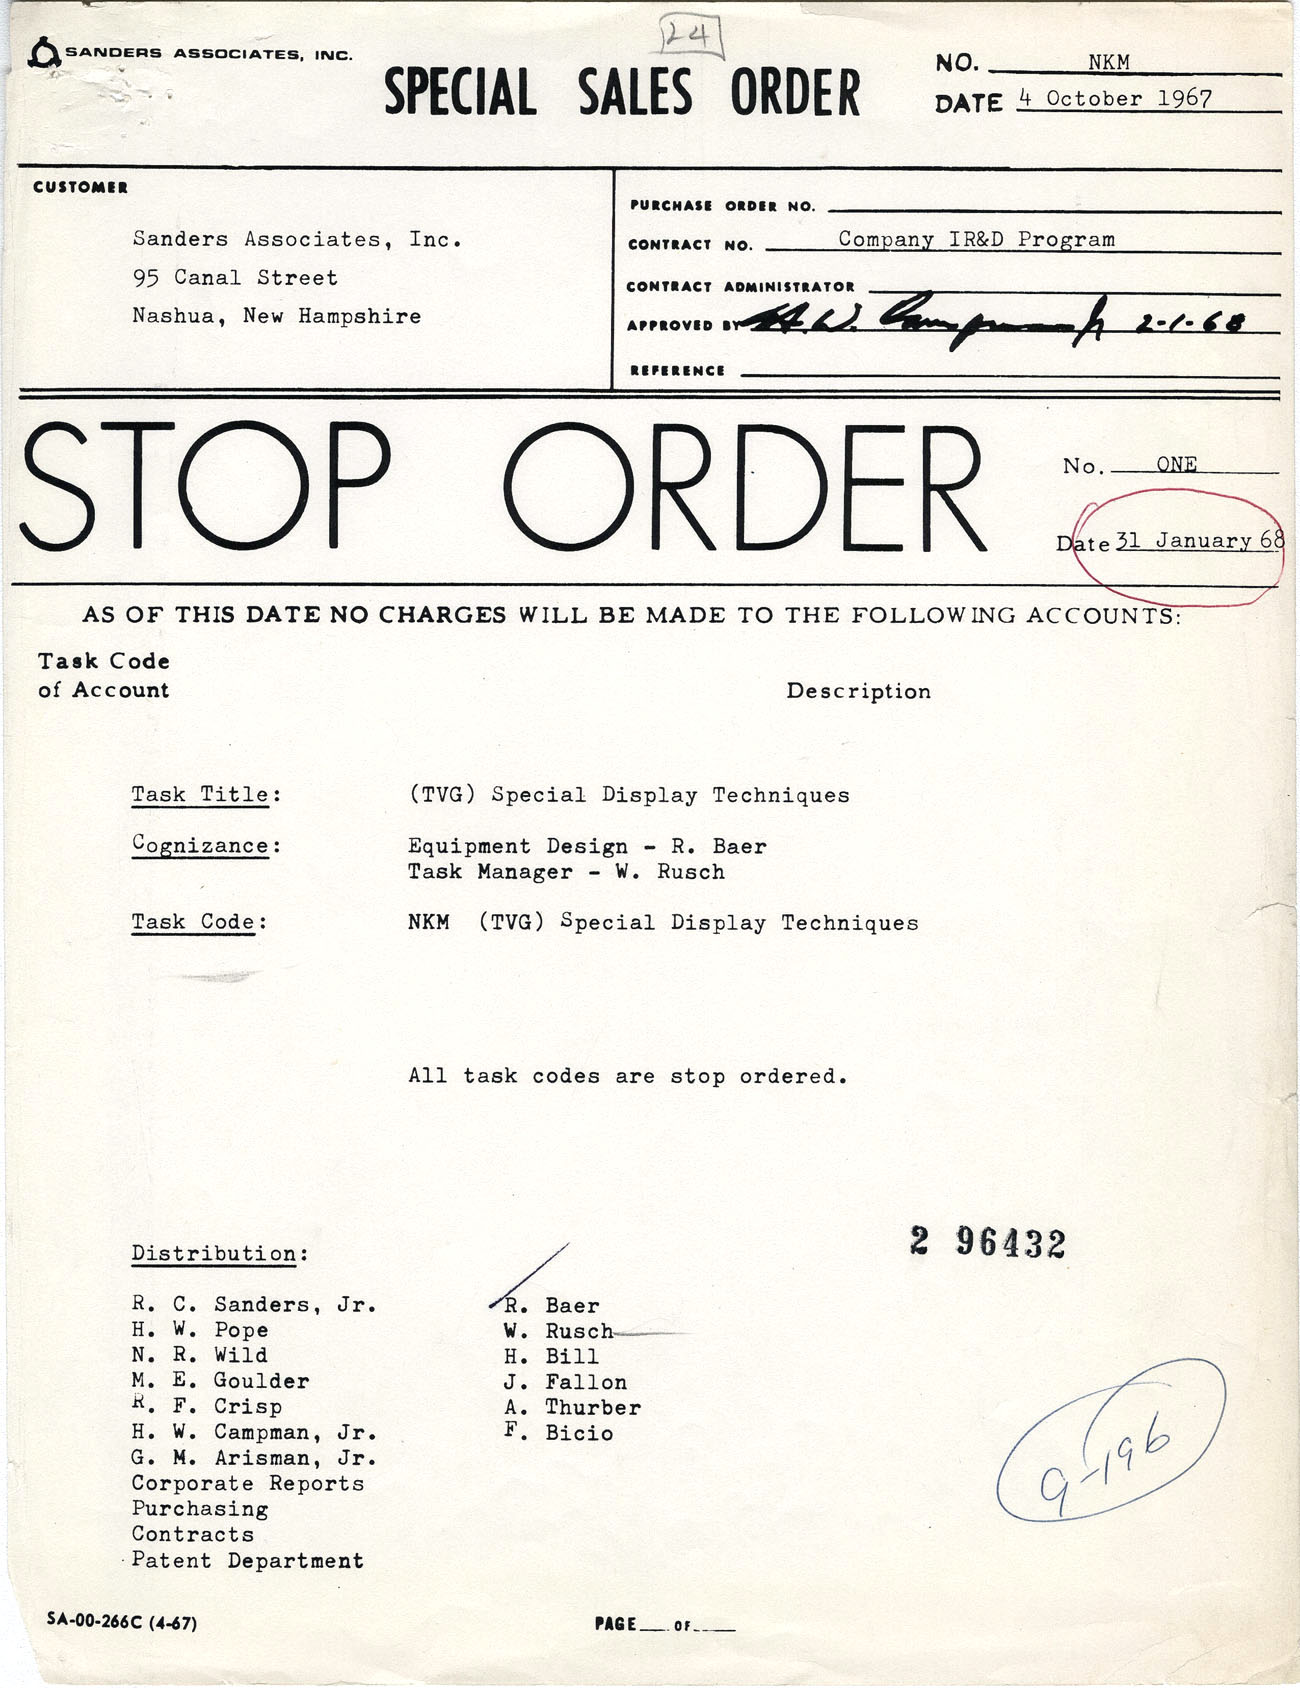 24
SANDERS ASSOCIATES, INC.
SPECIAL SALES ORDER
NO. NKM
DATE 4 October 1967
CUSTOMER
Sanders Associates, Inc.
95 Canal Street
Nashua, New Hampshire
PURCHASE ORDER NO.
CONTRACT NO. Company IR&D Program
CONTRACT ADMINISTRATOR
APPROVED BY H. W. Campman Jr 2-1-68
REFERENCE
STOP ORDER
No. ONE
Date 31 January 68
AS OF THIS DATE NO CHARGES WILL BE MADE TO THE FOLLOWING ACCOUNTS:
Task Code
of Account
Description
Task Title: (TVG) Special Display Techniques
Cognizance: Equipment Design - R. Baer
Task Manager - W. Rusch
Task Code: NKM (TVG) Special Display Techniques
All task codes are stop ordered.
2 96432
Distribution:
R. C. Sanders, Jr.
H. W. Pope
N. R. Wild
M. E. Goulder
R. F. Crisp
H. W. Campman, Jr.
G. M. Arisman, Jr.
Corporate Reports
Purchasing
Contracts
Patent Department
R. Baer
W. Rusch
H. Bill
J. Fallon
A. Thurber
F. Bicio
9-196
SA-00-266C (4-67)
PAGE OF